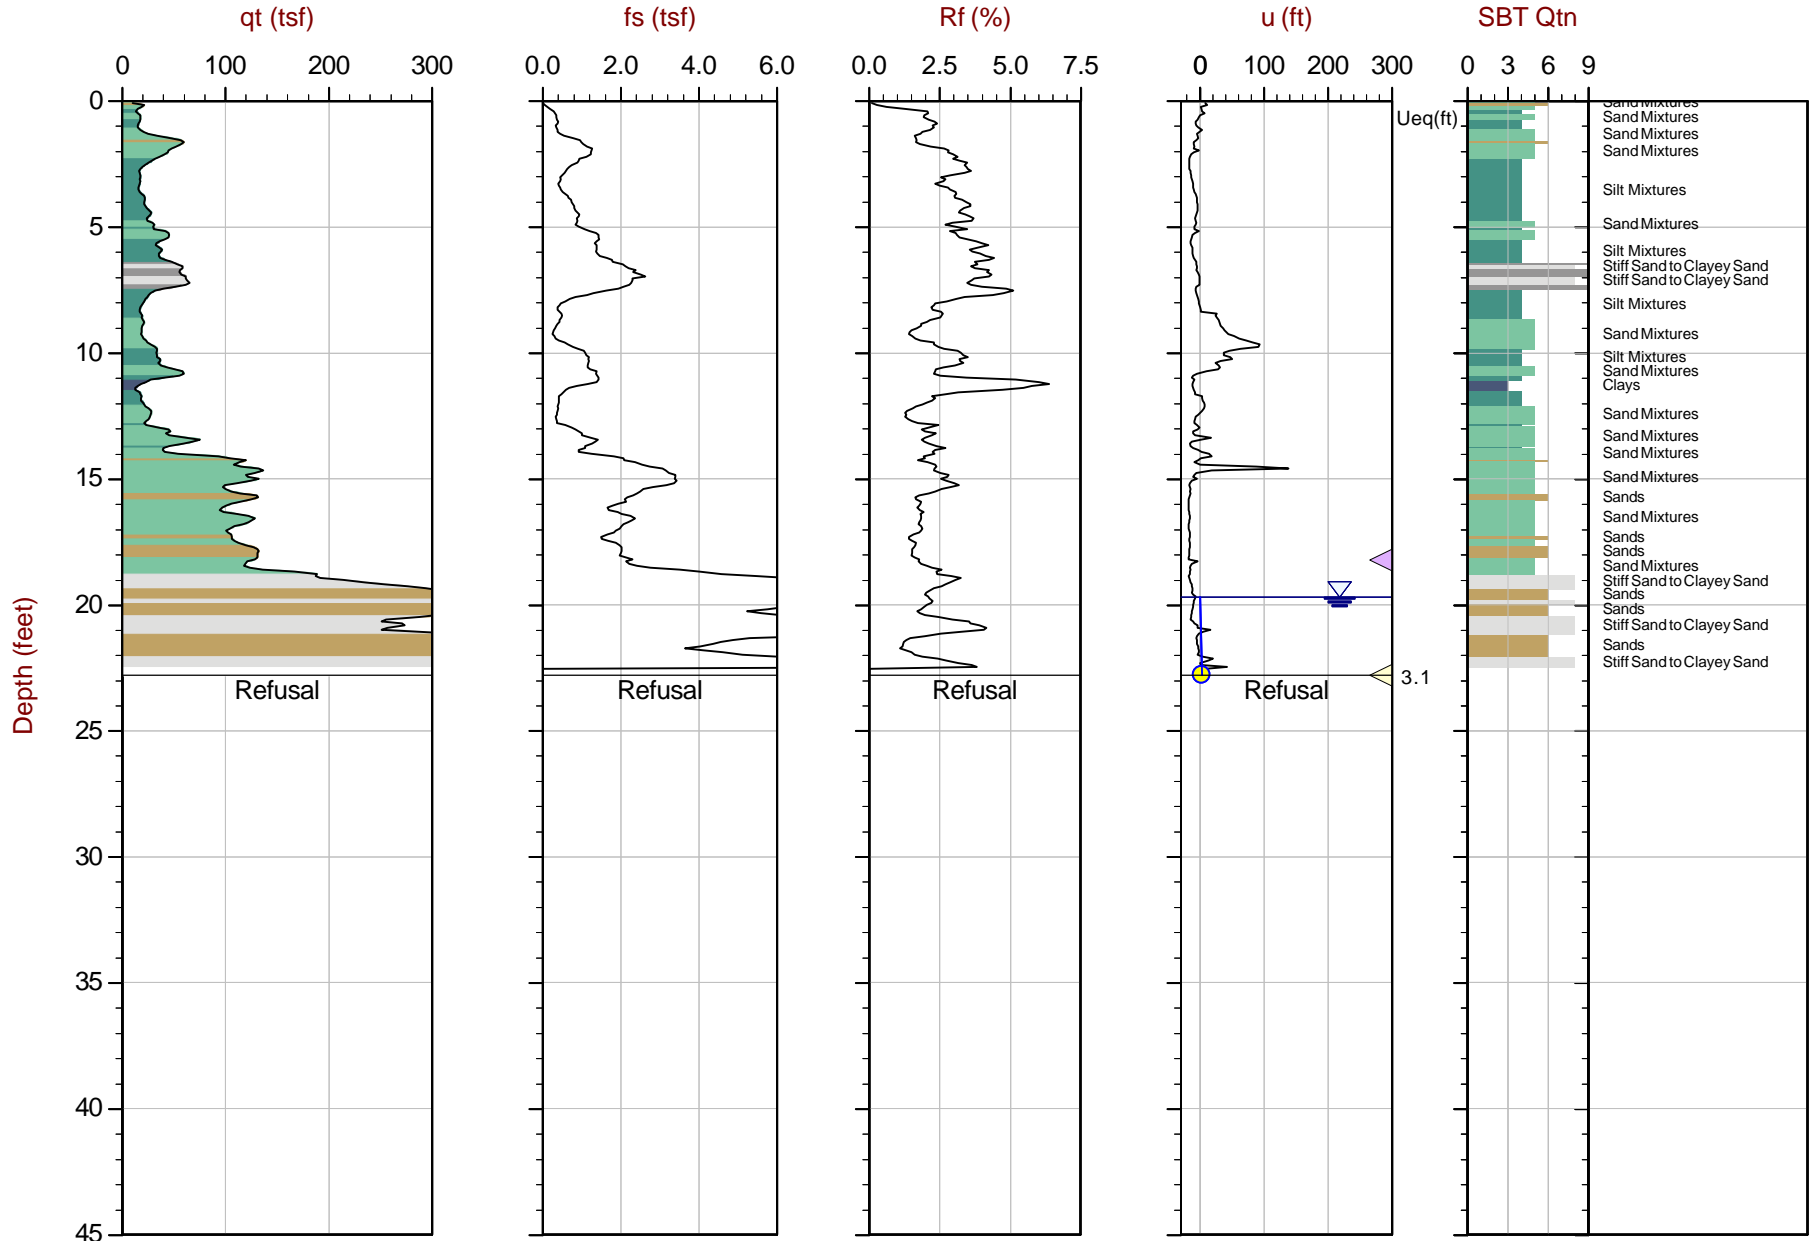 qt (tsf) fs (tsf) Rf (%) u (ft) SBT Qtn
0 100 200 300 0.0 2.0 4.0 6.0 0.0 2.5 5.0 7.5 0 100 200 300 0 3 6 9
0
Sand Mixtures
Ueq(ft)
Sand Mixtures
Sand Mixtures
Sand Mixtures
Silt Mixtures
5
Sand Mixtures
Silt Mixtures
Stiff Sand to Clayey Sand
Stiff Sand to Clayey Sand
Silt Mixtures
Sand Mixtures
10
Silt Mixtures
Sand Mixtures
Clays
Sand Mixtures
Sand Mixtures
Sand Mixtures
15
Sand Mixtures
Sands
Sand Mixtures
Sands
Sands
Sand Mixtures
Stiff Sand to Clayey Sand
Sands
20
Sands
Stiff Sand to Clayey Sand
Sands
Stiff Sand to Clayey Sand
3.1
Refusal Refusal Refusal Refusal
Depth (feet)
25
30
35
40
45